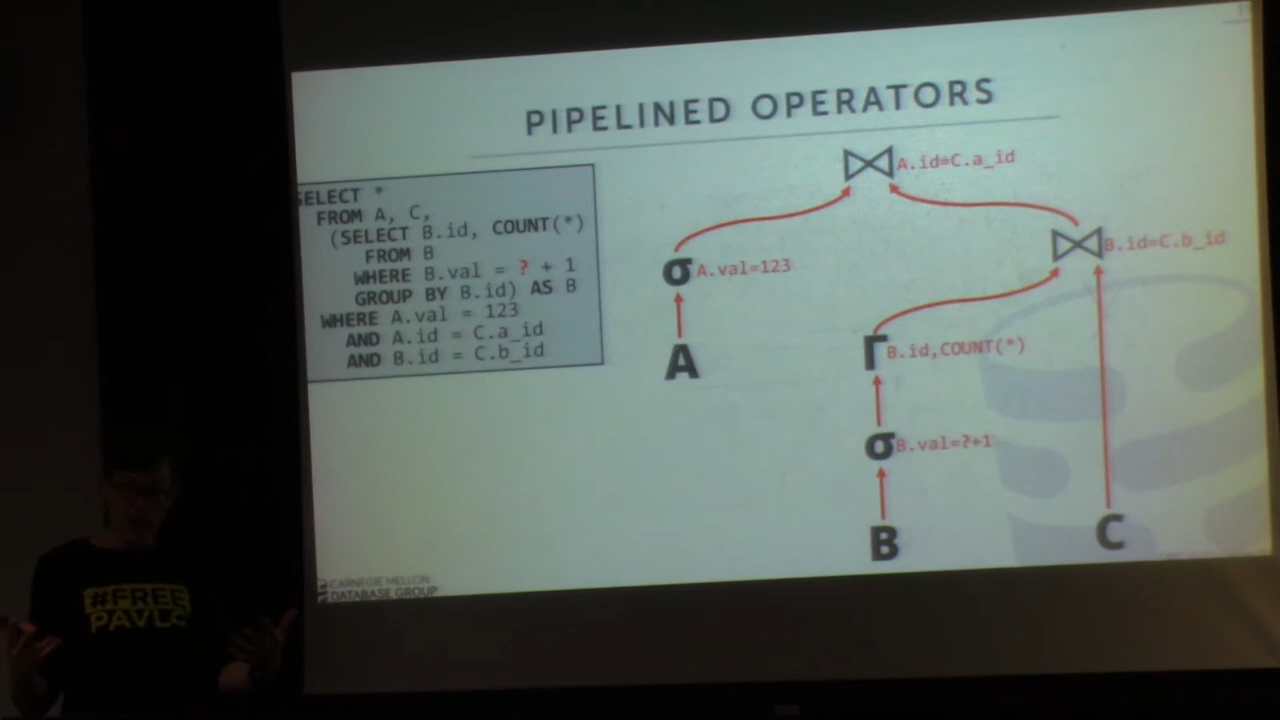 PIPELINED OPERATORS
SELECT *
FROM A, C,
(SELECT B.id, COUNT(*)
FROM B
WHERE B.val = ? + 1
GROUP BY B.id) AS B
WHERE A.val = 123
AND A.id = C.a_id
AND B.id = C.b_id
⋈ A.id=C.a_id
⋈ B.id=C.b_id
σ A.val=123
A
Γ B.id,COUNT(*)
σ B.val=?+1
B
C
CARNEGIE MELLON
DATABASE GROUP
#FREE
PAVLO